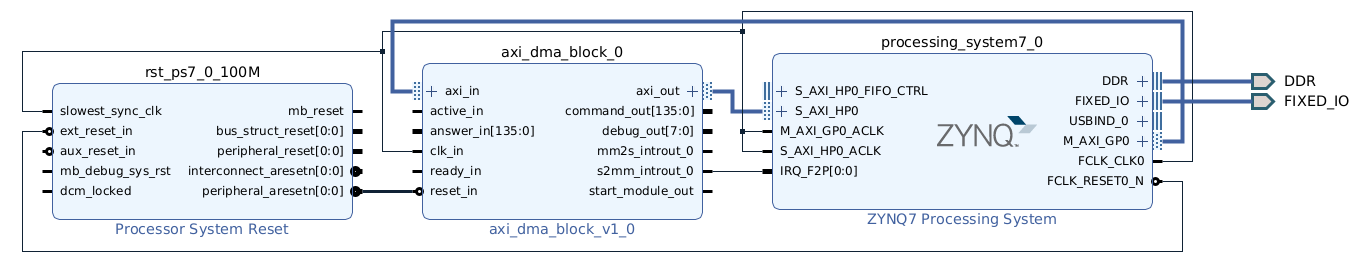 rst_ps7_0_100M
slowest_sync_clk
ext_reset_in
aux_reset_in
mb_debug_sys_rst
dcm_locked
mb_reset
bus_struct_reset[0:0]
peripheral_reset[0:0]
interconnect_aresetn[0:0]
peripheral_aresetn[0:0]
Processor System Reset
axi_dma_block_0
axi_in
active_in
answer_in[135:0]
clk_in
ready_in
reset_in
axi_out
command_out[135:0]
debug_out[7:0]
mm2s_introut_0
s2mm_introut_0
start_module_out
axi_dma_block_v1_0
processing_system7_0
S_AXI_HP0_FIFO_CTRL
S_AXI_HP0
M_AXI_GP0_ACLK
S_AXI_HP0_ACLK
IRQ_F2P[0:0]
ZYNQ
DDR
FIXED_IO
USBIND_0
M_AXI_GP0
FCLK_CLK0
FCLK_RESET0_N
ZYNQ7 Processing System
DDR
FIXED_IO